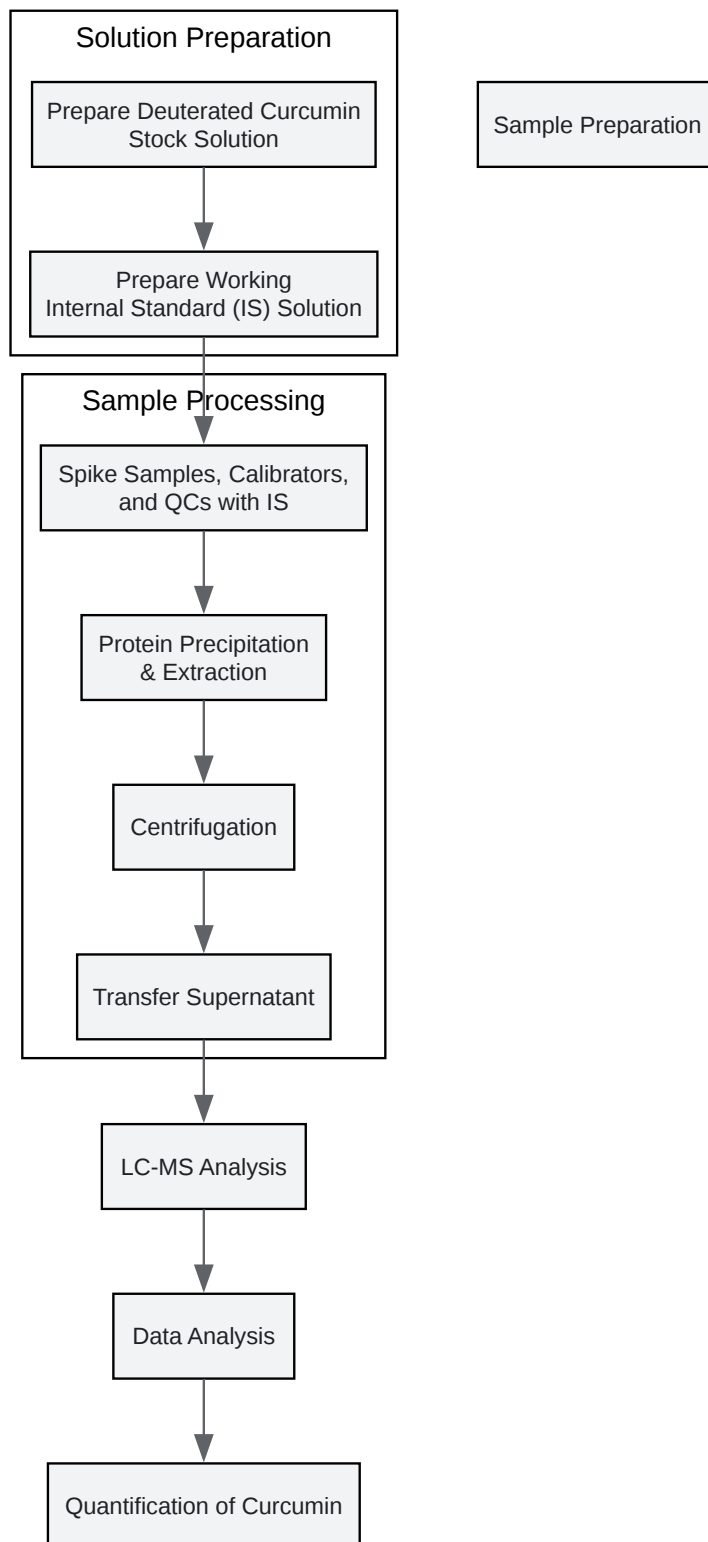 Solution Preparation
Prepare Deuterated Curcumin
Stock Solution
Sample Preparation
Prepare Working
Internal Standard (IS) Solution
Sample Processing
Spike Samples, Calibrators,
and QCs with IS
Protein Precipitation
& Extraction
Centrifugation
Transfer Supernatant
LC-MS Analysis
Data Analysis
Quantification of Curcumin